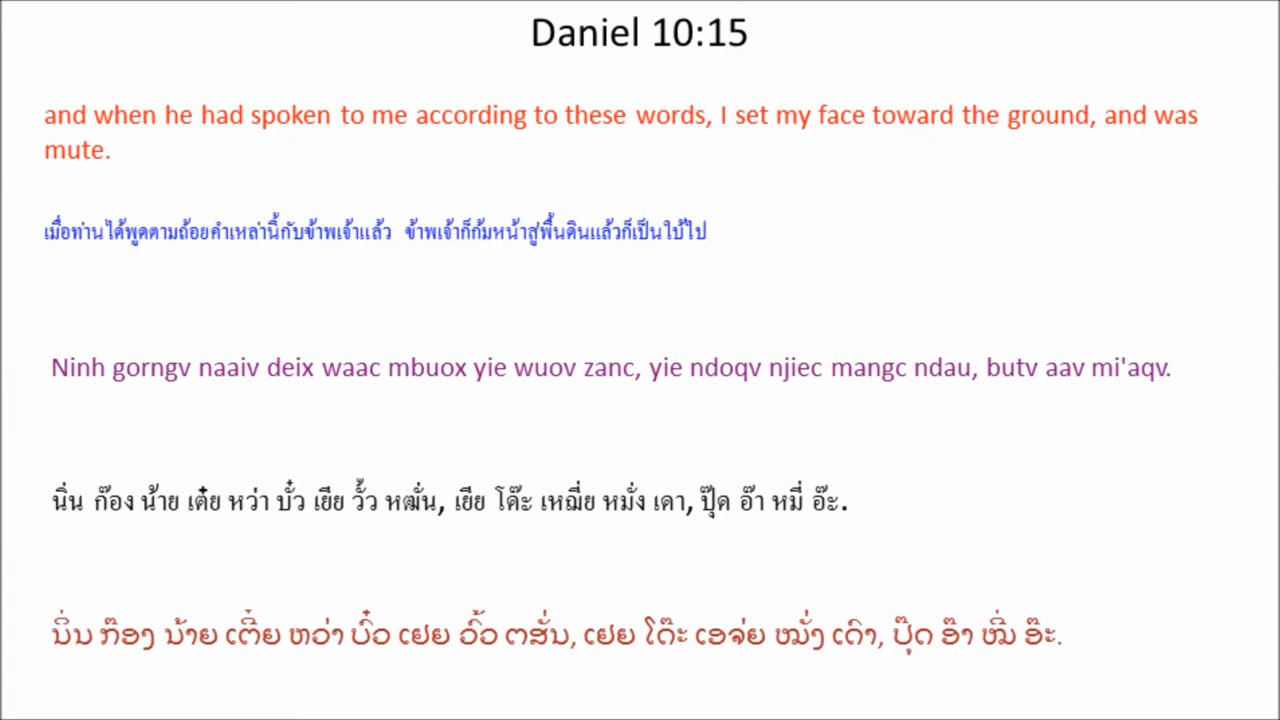 Daniel 10:15
and when he had spoken to me according to these words, I set my face toward the ground, and was
mute.
เมื่อท่านได้พูดตามถ้อยคำเหล่านี้กับข้าพเจ้าแล้ว ข้าพเจ้าก็ก้มหน้าสู่พื้นดินแล้วก็เป็นใบ้ไป
Ninh gorngv naaiv deix waac mbuox yie wuov zanc, yie ndoqv njiec mangc ndau, butv aav mi'aqv.
นิ่น ก๊อง น้าย เต๋ีย หว่า บั๋ว เยีย วั้ว หฒั่น, เยีย โด๊ะ เหฌี่ย หมั่ง เดา, ปุ๊ด อ๊า หมี่ อ๊ะ.
ນິ່ນ ກ໊ອງ ນ້າຍ ເຕີ໋ຍ ຫວ່າ ບົ໋ວ ເຢຍ ວົ້ວ ຕສັ່ນ, ເຢຍ ໂດ໊ະ ເອຈ່ຍ ໝັ່ງ ເດົາ, ປຸ໊ດ ອ໊າ ໝີ່ ອ໊ະ.